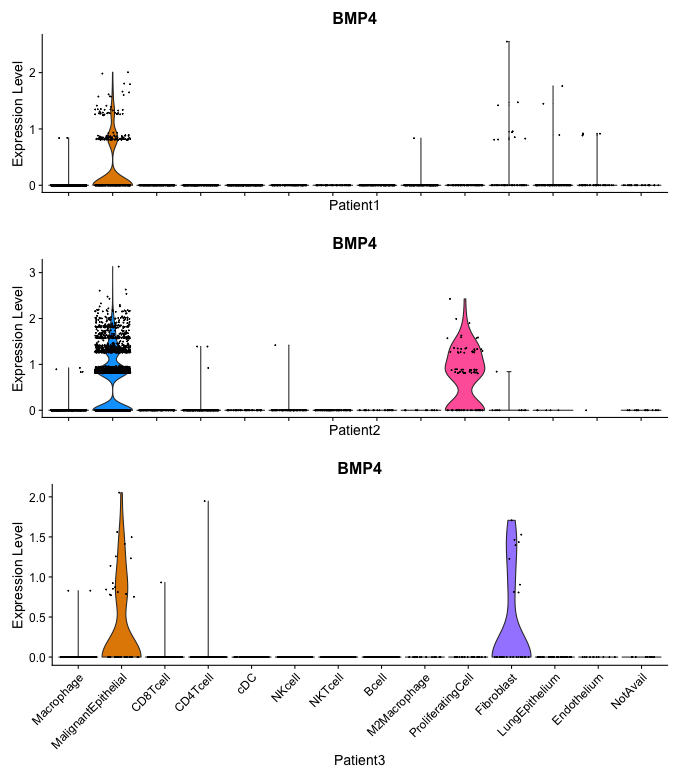 BMP4
Expression Level
2
1
0
Patient1
BMP4
Expression Level
3
2
1
0
Patient2
BMP4
Expression Level
2.0
1.5
1.0
0.5
0.0
Macrophage
MalignantEpithelial
CD8Tcell
CD4Tcell
cDC
NKcell
NKTcell
Bcell
M2Macrophage
ProliferatingCell
Fibroblast
LungEpithelium
Endothelium
NotAvail
Patient3